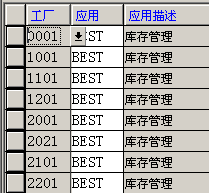 工厂 应用 应用描述
0001 ST 库存管理
1001 BEST 库存管理
1101 BEST 库存管理
1201 BEST 库存管理
2001 BEST 库存管理
2021 BEST 库存管理
2101 BEST 库存管理
2201 BEST 库存管理